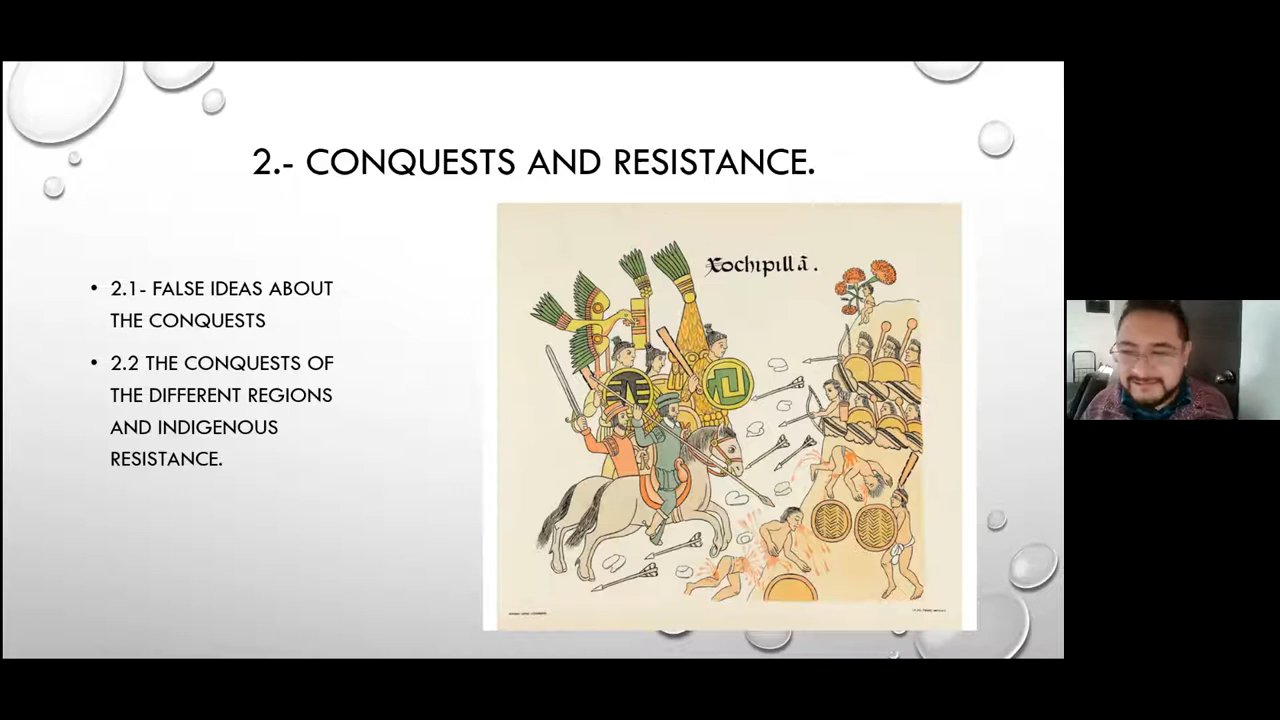 2.- CONQUESTS AND RESISTANCE.
Xochipillā.
• 2.1- FALSE IDEAS ABOUT
THE CONQUESTS
• 2.2 THE CONQUESTS OF
THE DIFFERENT REGIONS
AND INDIGENOUS
RESISTANCE.